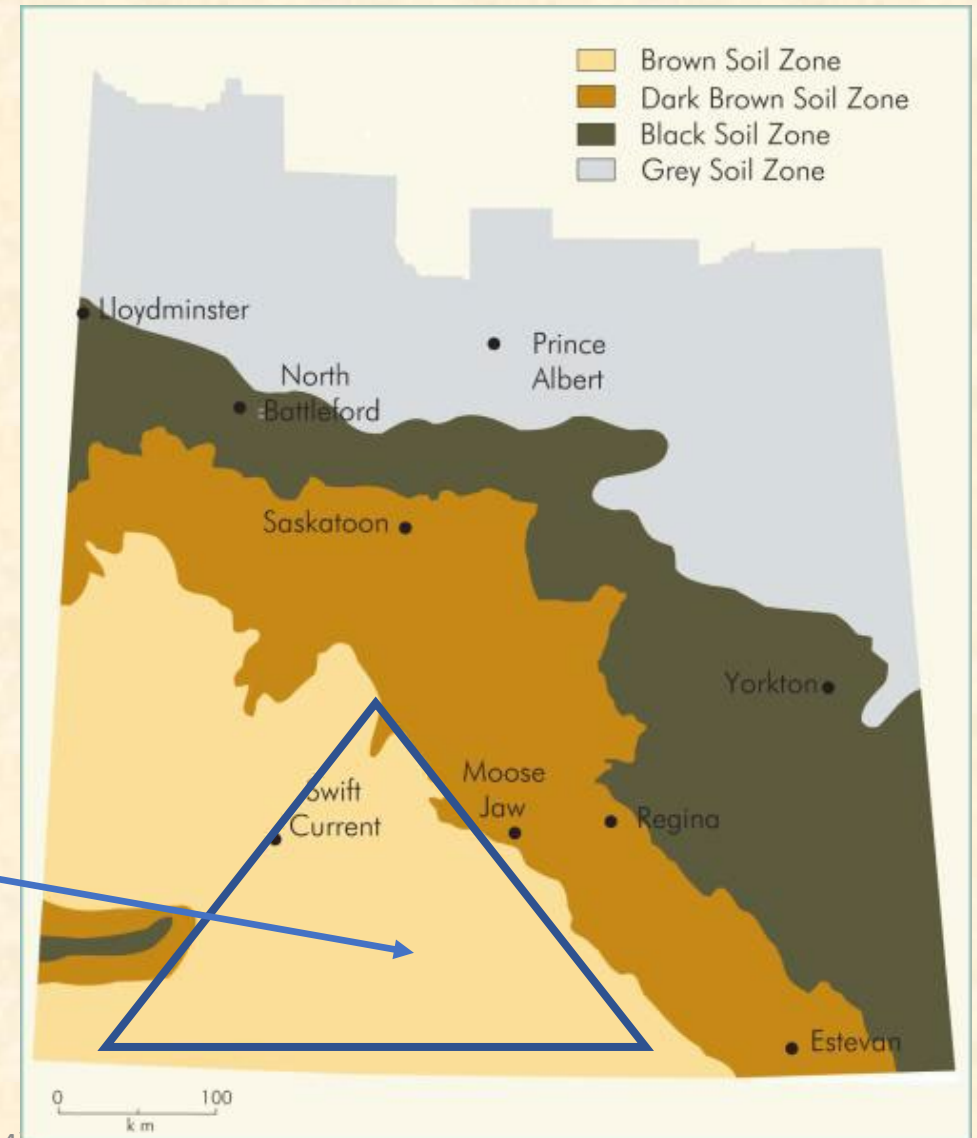 Brown Soil Zone
Dark Brown Soil Zone
Black Soil Zone
Grey Soil Zone
Lloydminster
Prince
Albert
North
Battleford
Saskatoon
Yorkton
Swift
Current
Moose
Jaw
Regina
Estevan
0 100
km